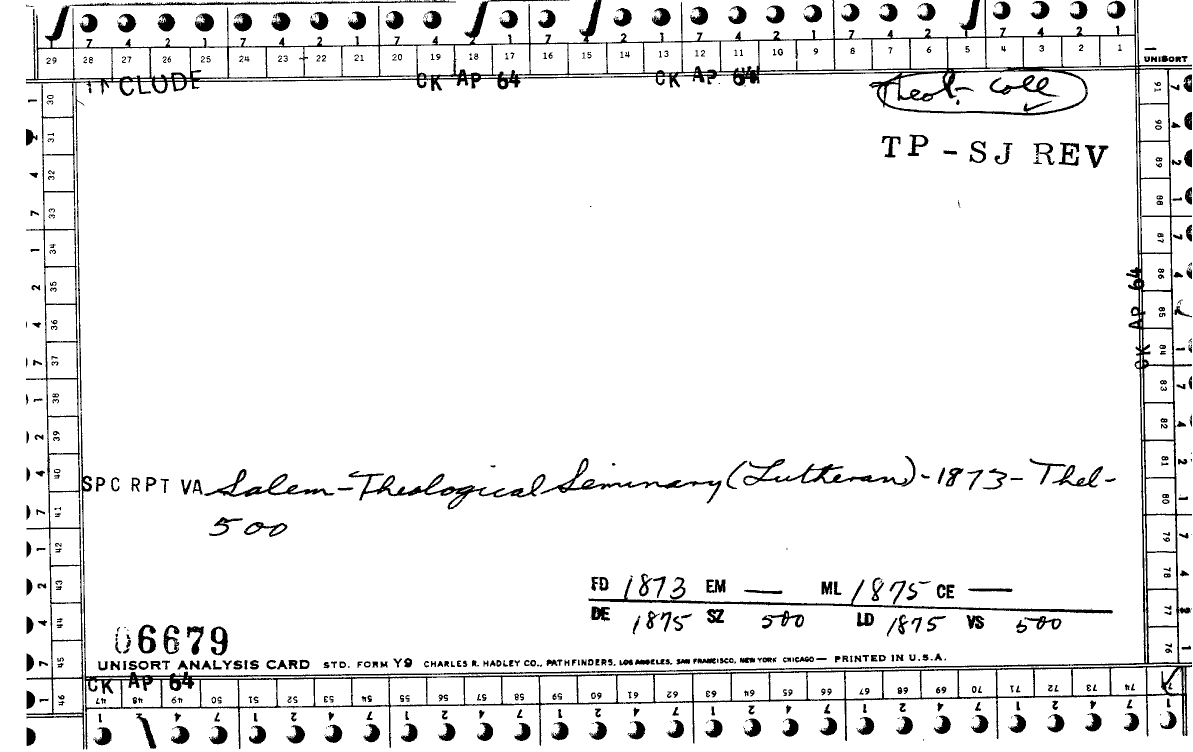 7 4 2 1 7 4 2 1 7 4 2 1 7 4 2 1 7 4 2 1 7 4 2 1 7 4 2 1
29 28 27 26 25 24 23 22 21 20 19 18 17 16 15 14 13 12 11 10 9 8 7 6 5 4 3 2 1
UNISORT
INCLUDE CK AP 64 CK AP 64 Theol. Coll
TP - SJ REV
30 31 32 33 34 35 36 37 38 39 40 41 42 43 44 45 46
91 90 89 88 87 86 85 84 83 82 81 80 79 78 77 76
CK AP 64
SPC RPT VA Salem-Theological Seminary (Lutheran)-1873-Thel-
500
FD 1873 EM — ML 1875 CE —
DE 1875 SZ 500 LD 1875 VS 500
06679
UNISORT ANALYSIS CARD STD. FORM Y9 CHARLES R. HADLEY CO., PATHFINDERS, LOS ANGELES, SAN FRANCISCO, NEW YORK CHICAGO — PRINTED IN U.S.A.
CK AP 64
47 48 49 50 51 52 53 54 55 56 57 58 59 60 61 62 63 64 65 66 67 68 69 70 71 72 73 74
1 2 4 7 1 2 4 7 1 2 4 7 1 2 4 7 1 2 4 7 1 2 4 7 1 2 4 7